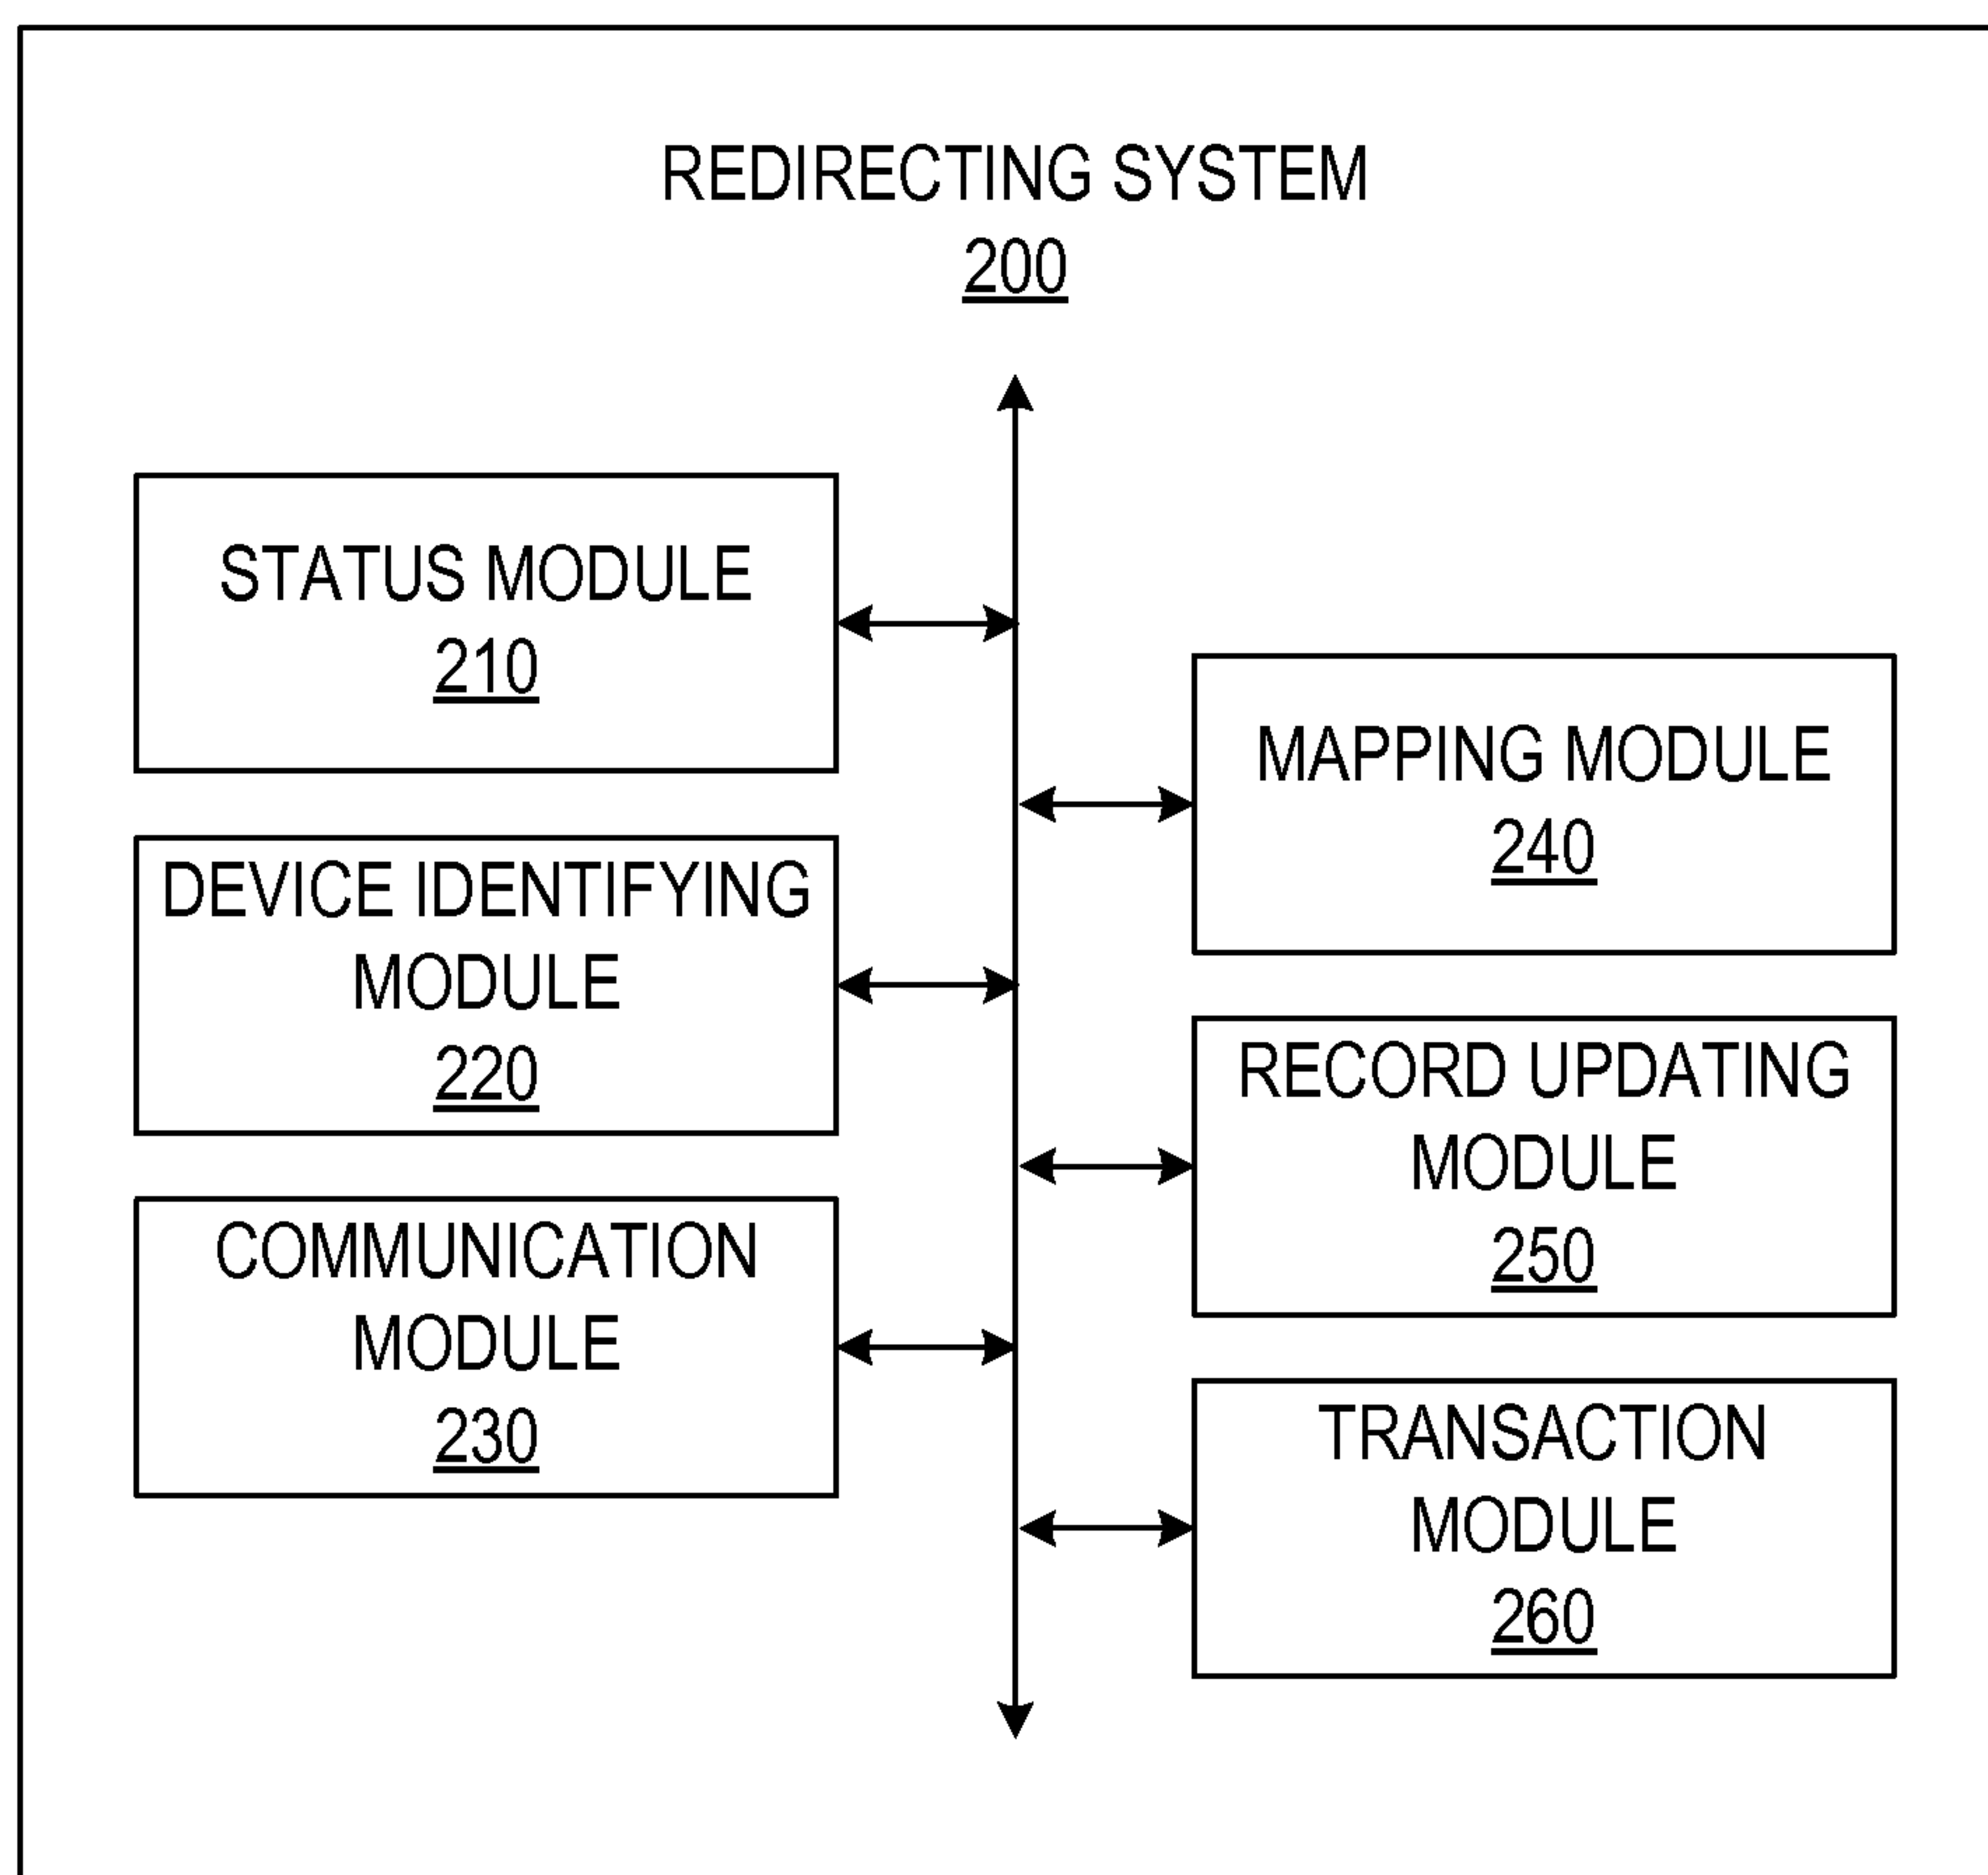 REDIRECTING SYSTEM
200
STATUS MODULE
210
DEVICE IDENTIFYING
MODULE
220
COMMUNICATION
MODULE
230
MAPPING MODULE
240
RECORD UPDATING
MODULE
250
TRANSACTION
MODULE
260